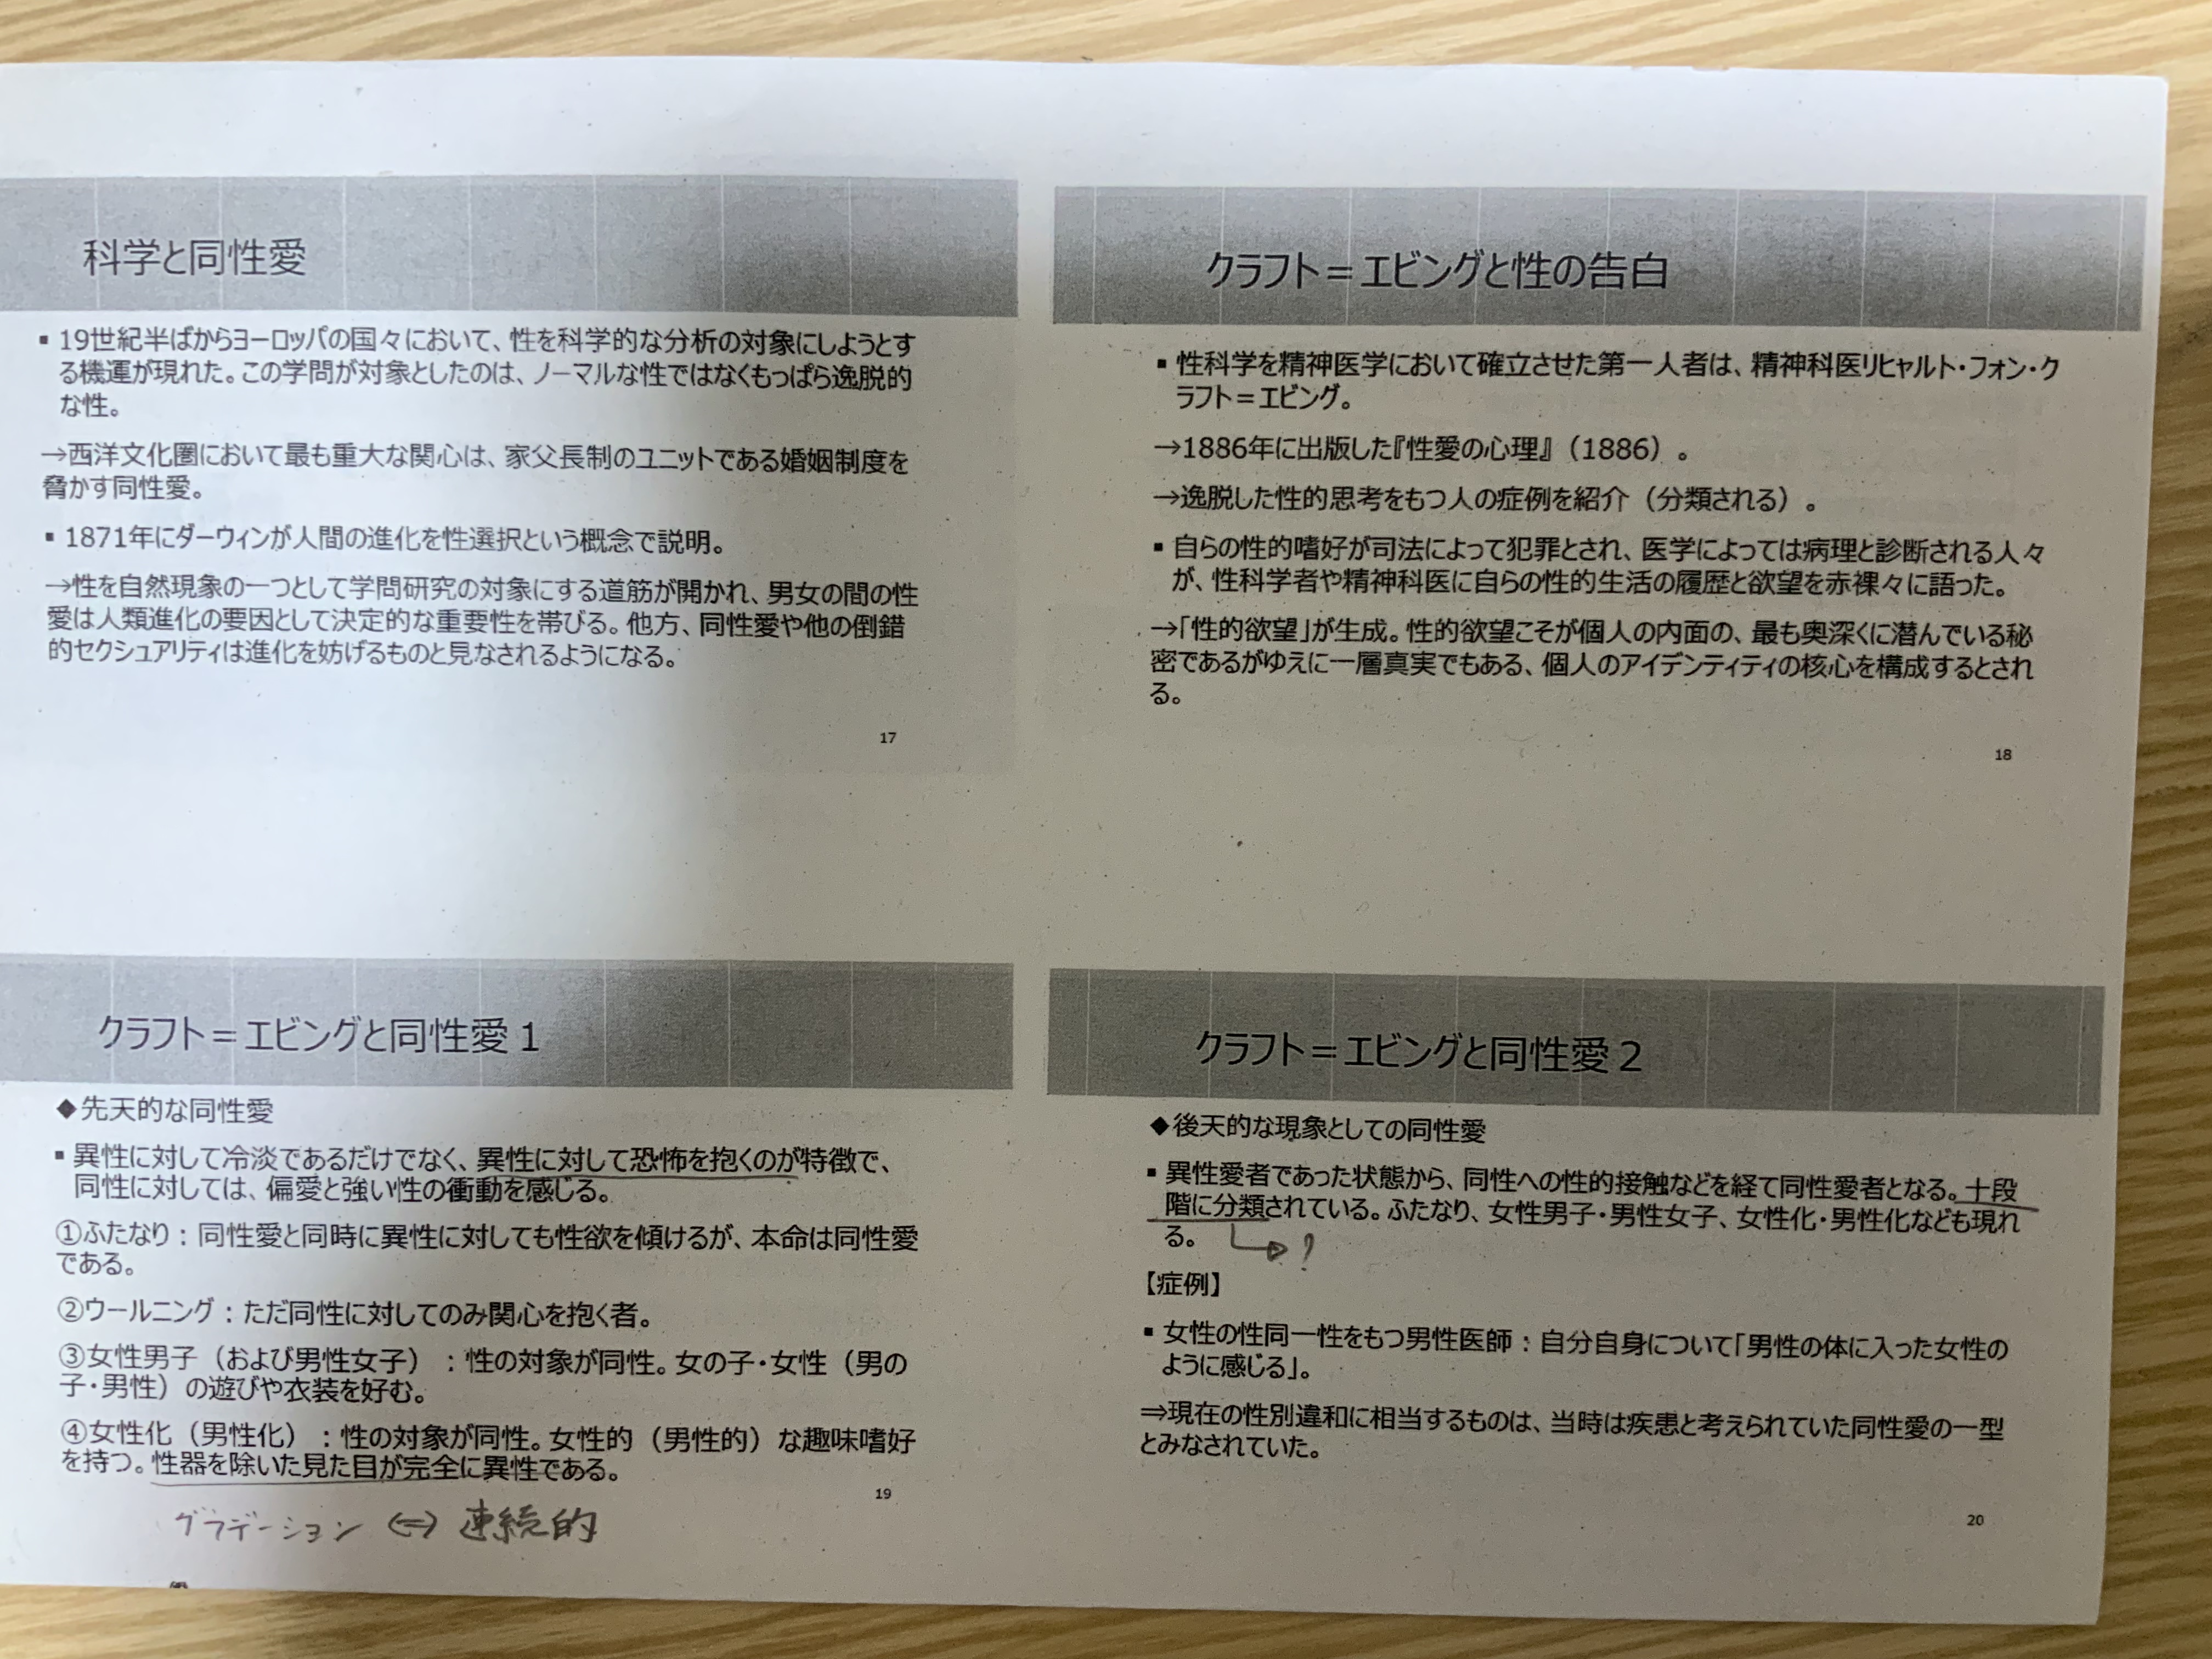 科学と同性愛
▪ 19世紀半ばからヨーロッパの国々において、性を科学的な分析の対象にしようとす
る機運が現れた。この学問が対象としたのは、ノーマルな性ではなくもっぱら逸脱的
な性。
→西洋文化圏において最も重大な関心は、家父長制のユニットである婚姻制度を
脅かす同性愛。
▪ 1871年にダーウィンが人間の進化を性選択という概念で説明。
→性を自然現象の一つとして学問研究の対象にする道筋が開かれ、男女の間の性
愛は人類進化の要因として決定的な重要性を帯びる。他方、同性愛や他の倒錯
的セクシュアリティは進化を妨げるものと見なされるようになる。
17
クラフト＝エビングと性の告白
▪ 性科学を精神医学において確立させた第一人者は、精神科医リヒャルト・フォン・ク
ラフト＝エビング。
→1886年に出版した『性愛の心理』（1886）。
→逸脱した性的思考をもつ人の症例を紹介（分類される）。
▪ 自らの性的嗜好が司法によって犯罪とされ、医学によっては病理と診断される人々
が、性科学者や精神科医に自らの性的生活の履歴と欲望を赤裸々に語った。
→「性的欲望」が生成。性的欲望こそが個人の内面の、最も奥深くに潜んでいる秘
密であるがゆえに一層真実でもある、個人のアイデンティティの核心を構成するとされ
る。
18
クラフト＝エビングと同性愛１
◆先天的な同性愛
▪ 異性に対して冷淡であるだけでなく、異性に対して恐怖を抱くのが特徴で、
同性に対しては、偏愛と強い性の衝動を感じる。
①ふたなり：同性愛と同時に異性に対しても性欲を傾けるが、本命は同性愛
である。
②ウールニング：ただ同性に対してのみ関心を抱く者。
③女性男子（および男性女子）：性の対象が同性。女の子・女性（男の
子・男性）の遊びや衣装を好む。
④女性化（男性化）：性の対象が同性。女性的（男性的）な趣味嗜好
を持つ。性器を除いた見た目が完全に異性である。
19
グラデーション ⇔ 連続的
クラフト＝エビングと同性愛２
◆後天的な現象としての同性愛
▪ 異性愛者であった状態から、同性への性的接触などを経て同性愛者となる。十段
階に分類されている。ふたなり、女性男子・男性女子、女性化・男性化なども現れ
る。
→?
【症例】
▪ 女性の性同一性をもつ男性医師：自分自身について「男性の体に入った女性の
ように感じる」。
⇒現在の性別違和に相当するものは、当時は疾患と考えられていた同性愛の一型
とみなされていた。
20